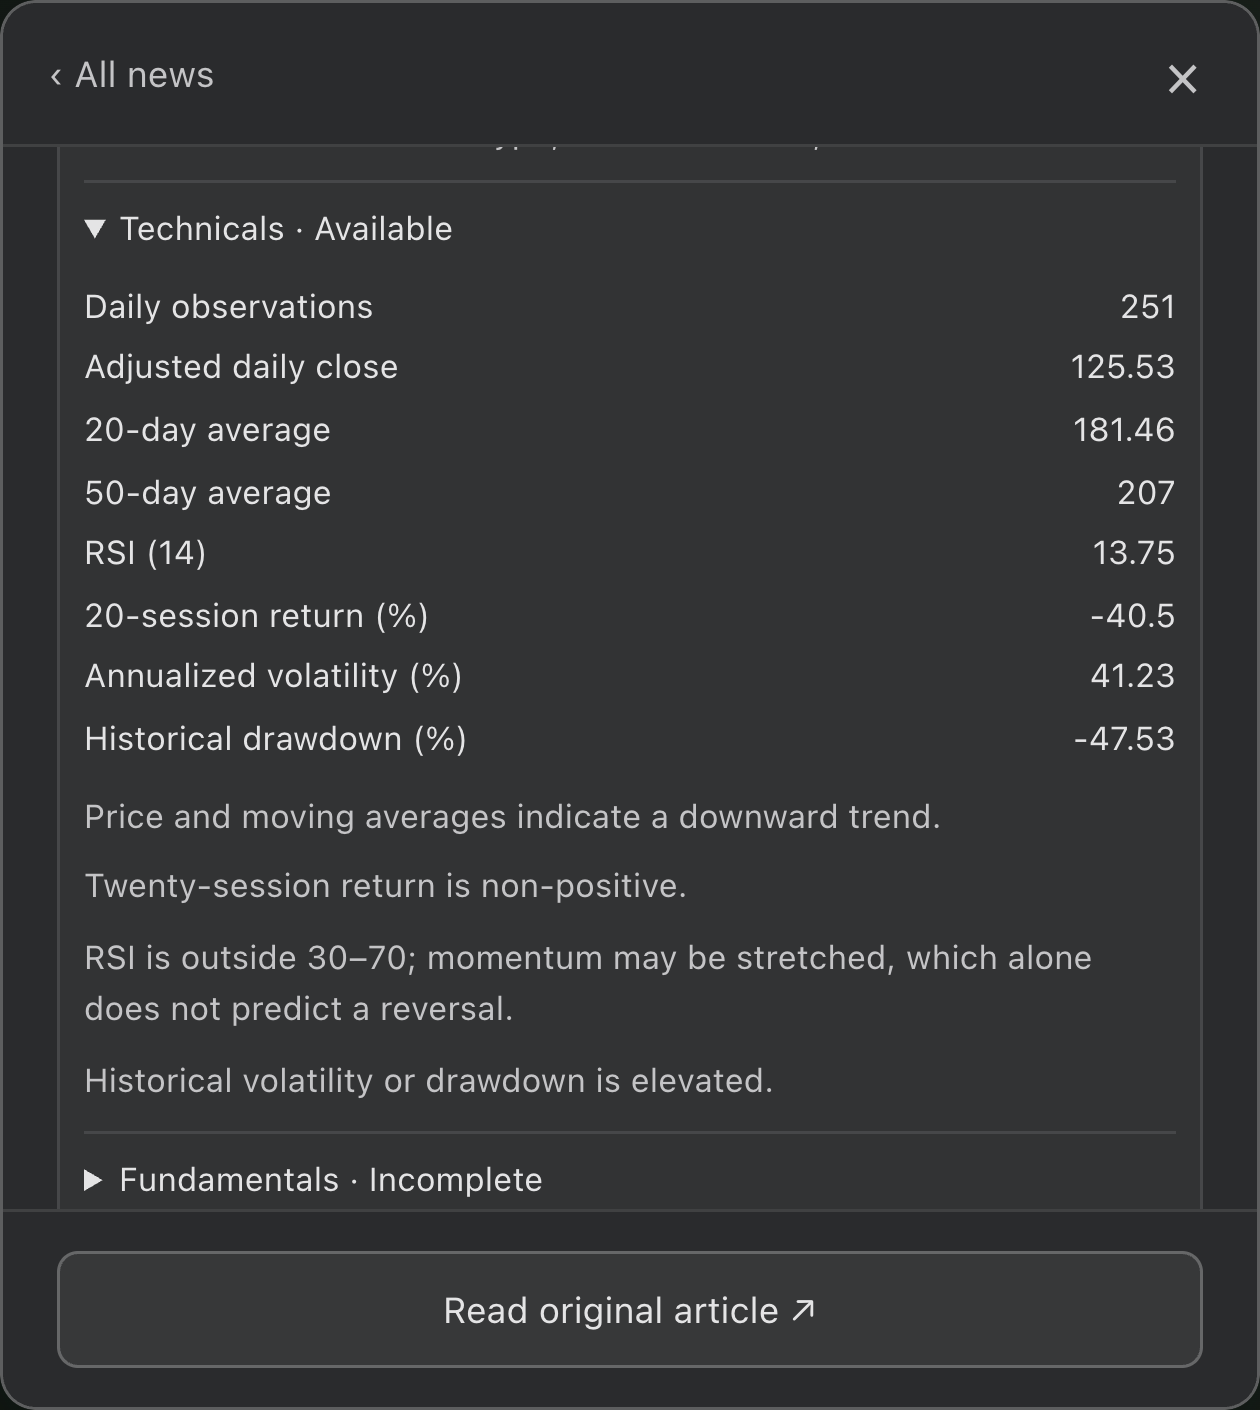 ‹ All news ×
▼ Technicals · Available
Daily observations 251
Adjusted daily close 125.53
20-day average 181.46
50-day average 207
RSI (14) 13.75
20-session return (%) -40.5
Annualized volatility (%) 41.23
Historical drawdown (%) -47.53
Price and moving averages indicate a downward trend.
Twenty-session return is non-positive.
RSI is outside 30–70; momentum may be stretched, which alone
does not predict a reversal.
Historical volatility or drawdown is elevated.
▶ Fundamentals · Incomplete
Read original article ↗